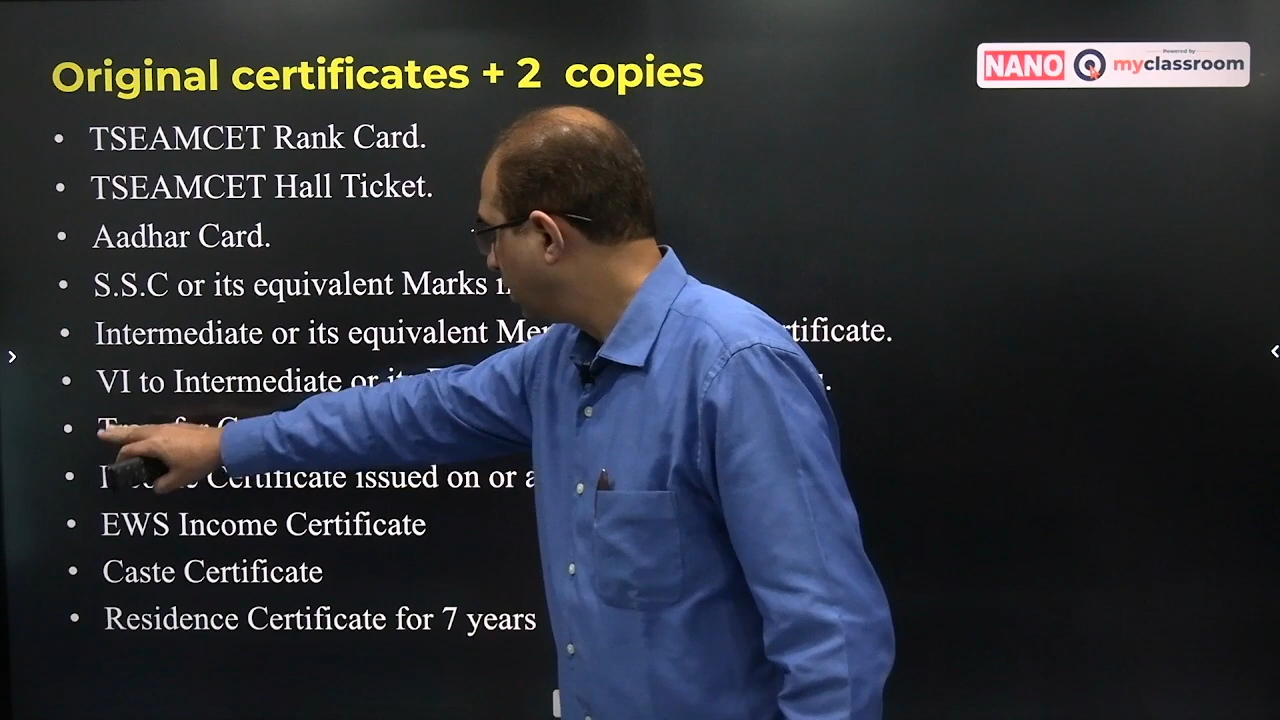 Original certificates + 2 copies
Powered by
NANO myclassroom
• TSEAMCET Rank Card.
• TSEAMCET Hall Ticket.
• Aadhar Card.
• S.S.C or its equivalent Marks
• Intermediate or its equivalent
• VI to Intermediate or
• Certificate issued on or
• EWS Income Certificate
• Caste Certificate
• Residence Certificate for 7 years